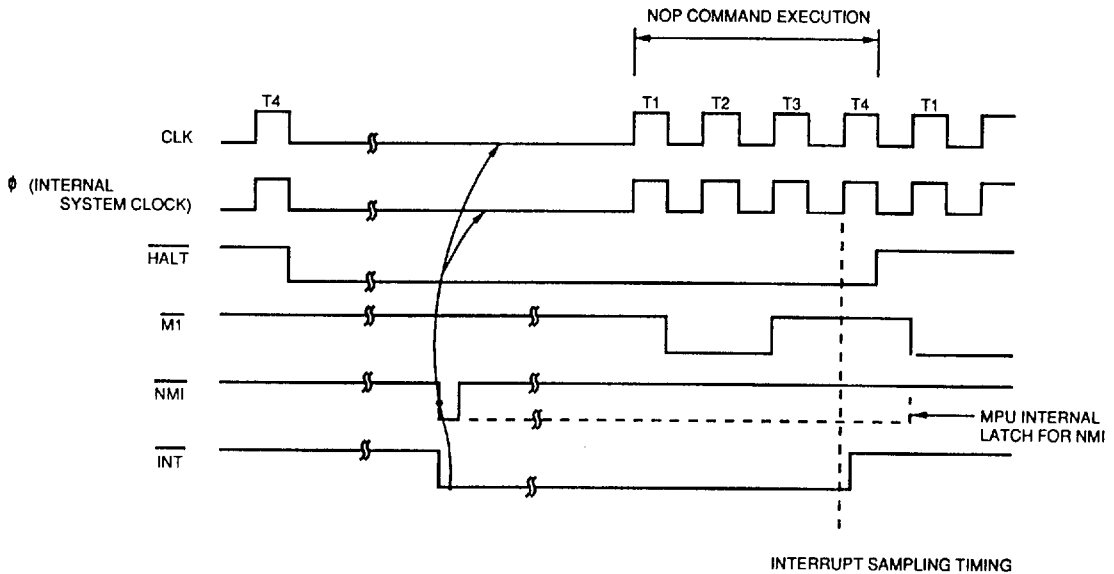 NOP COMMAND EXECUTION
T4
T1 T2 T3 T4 T1
CLK
ϕ (INTERNAL
SYSTEM CLOCK)
HALT
M1
NMI
MPU INTERNAL
LATCH FOR NMI
INT
INTERRUPT SAMPLING TIMING